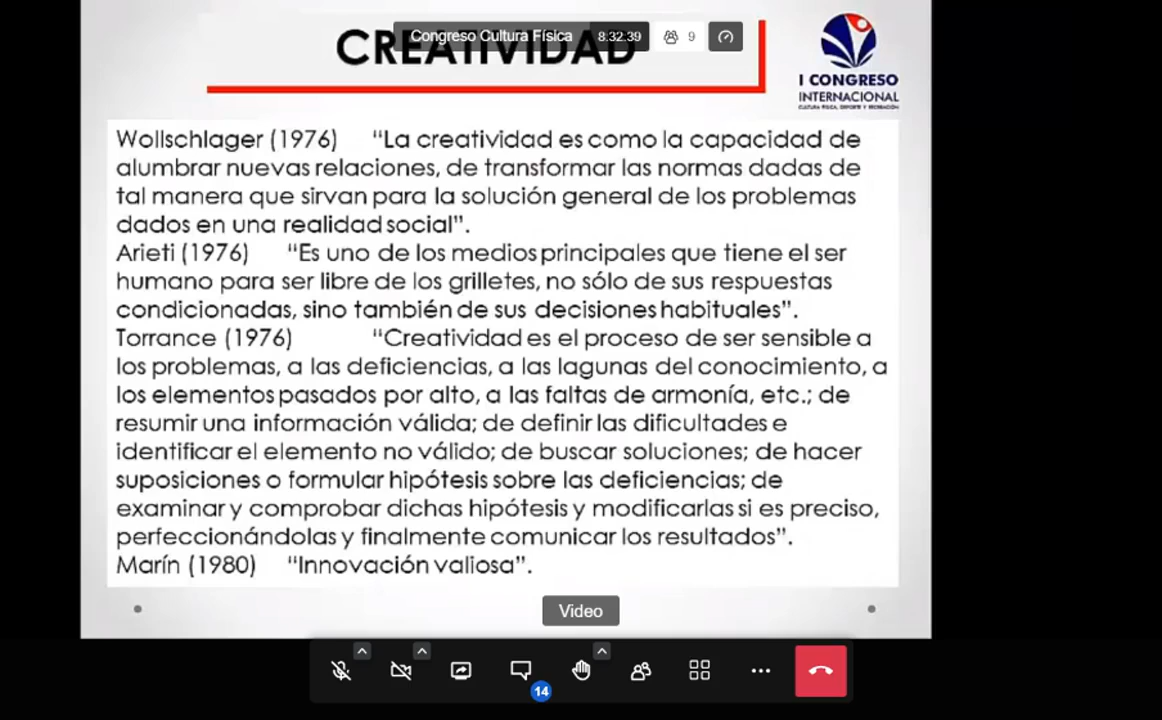 CREATIVIDAD
Congreso Cultura Física 8:32:39 9
I CONGRESO
INTERNACIONAL
CULTURA FÍSICA, DEPORTE Y RECREACIÓN
Wollschlager (1976) “La creatividad es como la capacidad de
alumbrar nuevas relaciones, de transformar las normas dadas de
tal manera que sirvan para la solución general de los problemas
dados en una realidad social”.
Arieti (1976) “Es uno de los medios principales que tiene el ser
humano para ser libre de los grilletes, no sólo de sus respuestas
condicionadas, sino también de sus decisiones habituales”.
Torrance (1976) “Creatividad es el proceso de ser sensible a
los problemas, a las deficiencias, a las lagunas del conocimiento, a
los elementos pasados por alto, a las faltas de armonía, etc.; de
resumir una información válida; de definir las dificultades e
identificar el elemento no válido; de buscar soluciones; de hacer
suposiciones o formular hipótesis sobre las deficiencias; de
examinar y comprobar dichas hipótesis y modificarlas si es preciso,
perfeccionándolas y finalmente comunicar los resultados”.
Marín (1980) “Innovación valiosa”.
Video
14